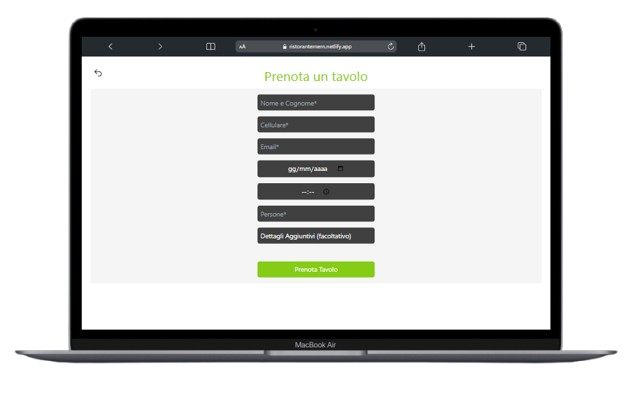 AA ristorantemern.netlify.app
Prenota un tavolo
Nome e Cognome*
Cellulare*
Email*
gg/mm/aaaa
--:--
Persone*
Dettagli Aggiuntivi (facoltativo)
Prenota Tavolo
MacBook Air